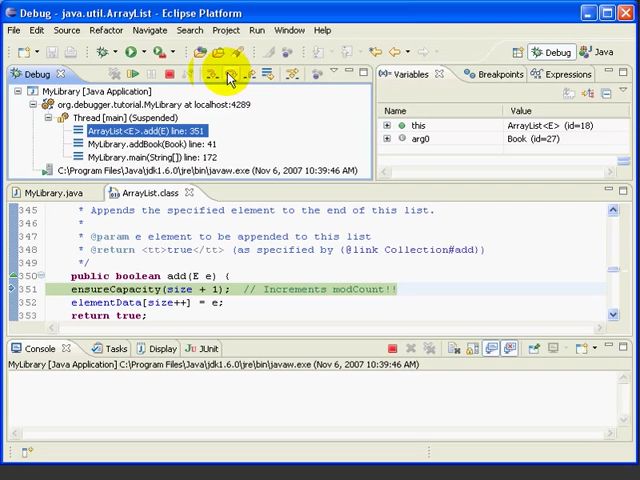 Debug - java.util.ArrayList - Eclipse Platform
File Edit Source Refactor Navigate Search Project Run Window Help
Debug Java
Debug
MyLibrary [Java Application]
org.debugger.tutorial.MyLibrary at localhost:4289
Thread [main] (Suspended)
ArrayList<E>.add(E) line: 351
MyLibrary.addBook(Book) line: 41
MyLibrary.main(String[]) line: 172
C:\Program Files\Java\jdk1.6.0\jre\bin\javaw.exe (Nov 6, 2007 10:39:46 AM)
Variables Breakpoints Expressions
Name Value
this ArrayList<E> (id=18)
arg0 Book (id=27)
MyLibrary.java ArrayList.class
345 * Appends the specified element to the end of this list.
346 *
347 * @param e element to be appended to this list
348 * @return <tt>true</tt> (as specified by {@link Collection#add})
349 */
350 public boolean add(E e) {
351 ensureCapacity(size + 1); // Increments modCount!!
352 elementData[size++] = e;
353 return true;
Console Tasks Display JUnit
MyLibrary [Java Application] C:\Program Files\Java\jdk1.6.0\jre\bin\javaw.exe (Nov 6, 2007 10:39:46 AM)